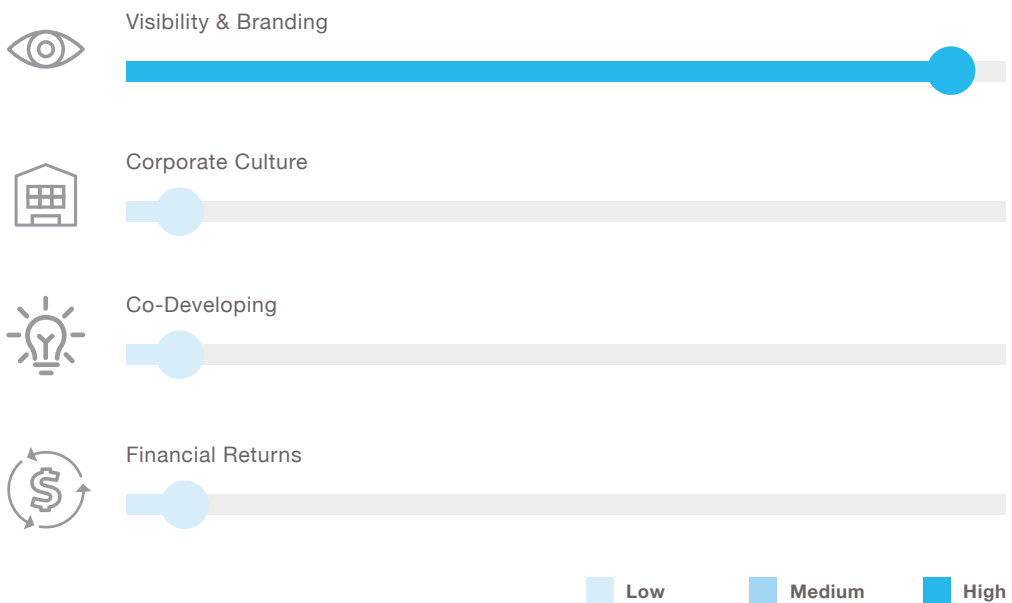 Visibility & Branding
Corporate Culture
Co-Developing
Financial Returns
$
Low Medium High